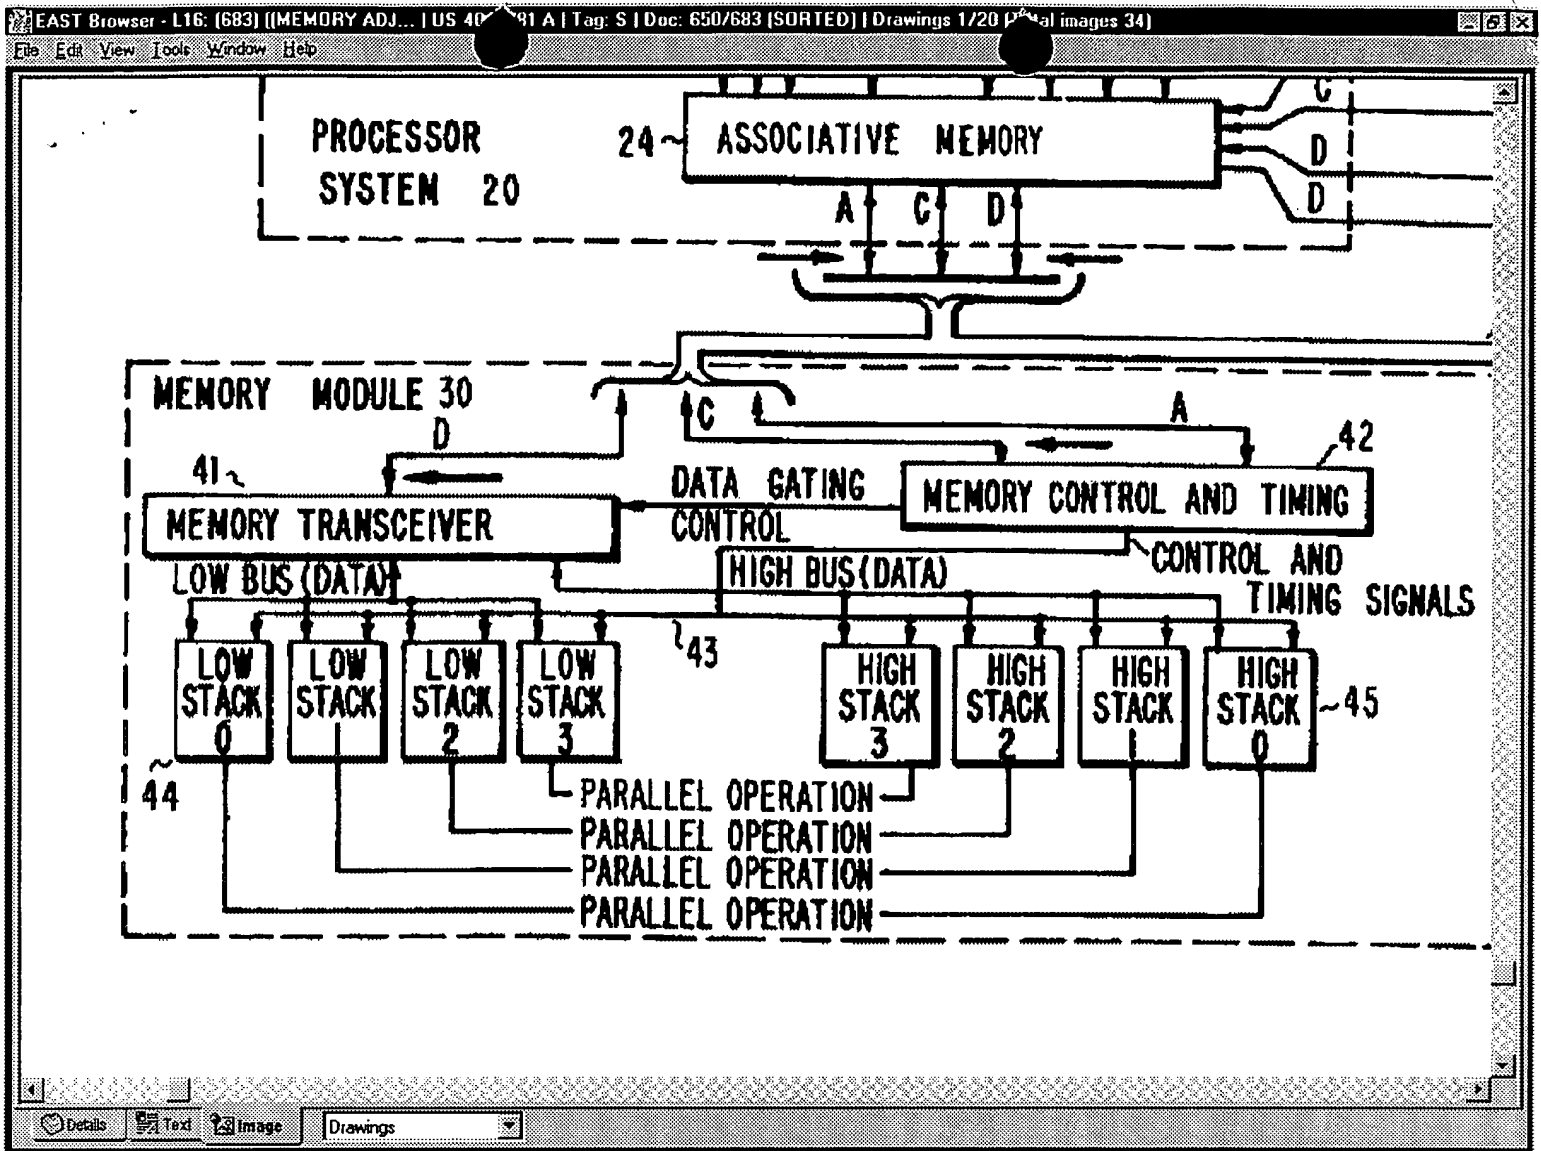 EAST Browser - L16: (683) ((MEMORY ADJ... | US 40 81 A | Tag: S | Doc: 650/683 (SORTED) | Drawings 1/20 al images 34)
File Edit View Tools Window Help
PROCESSOR
SYSTEM 20
24
ASSOCIATIVE MEMORY
C
D
D
A C D
MEMORY MODULE 30
D
C
A
41
42
MEMORY TRANSCEIVER
DATA GATING
CONTROL
MEMORY CONTROL AND TIMING
LOW BUS (DATA)
HIGH BUS (DATA)
CONTROL AND
TIMING SIGNALS
43
LOW
STACK
0
LOW
STACK
LOW
STACK
2
LOW
STACK
3
HIGH
STACK
3
HIGH
STACK
2
HIGH
STACK
HIGH
STACK
0
45
44
PARALLEL OPERATION
PARALLEL OPERATION
PARALLEL OPERATION
PARALLEL OPERATION
Details Text Image Drawings